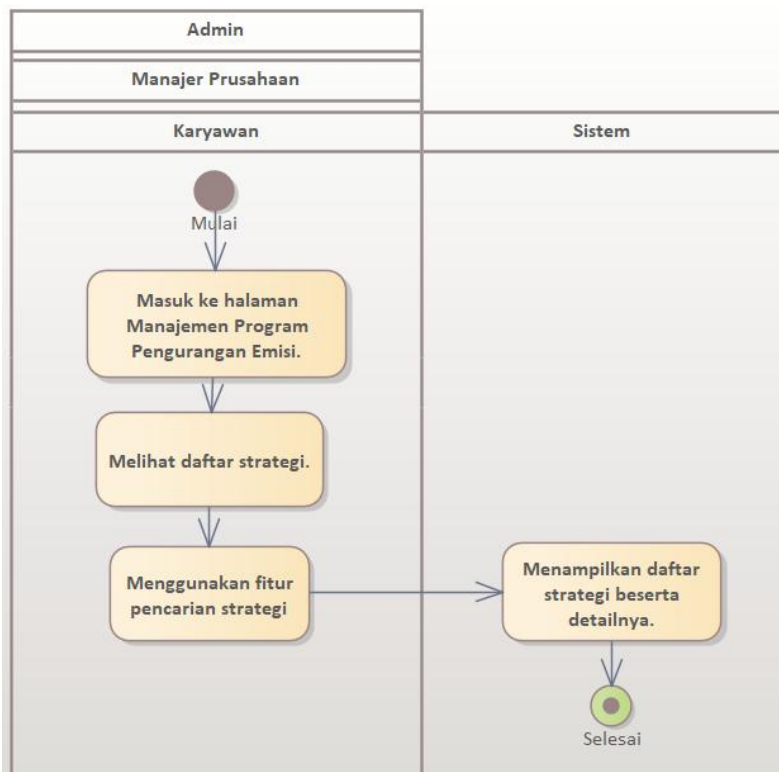 Admin
Manajer Prusahaan
Karyawan
Sistem
Mulai
Masuk ke halaman
Manajemen Program
Pengurangan Emisi.
Melihat daftar strategi.
Menggunakan fitur
pencarian strategi
Menampilkan daftar
strategi beserta
detailnya.
Selesai